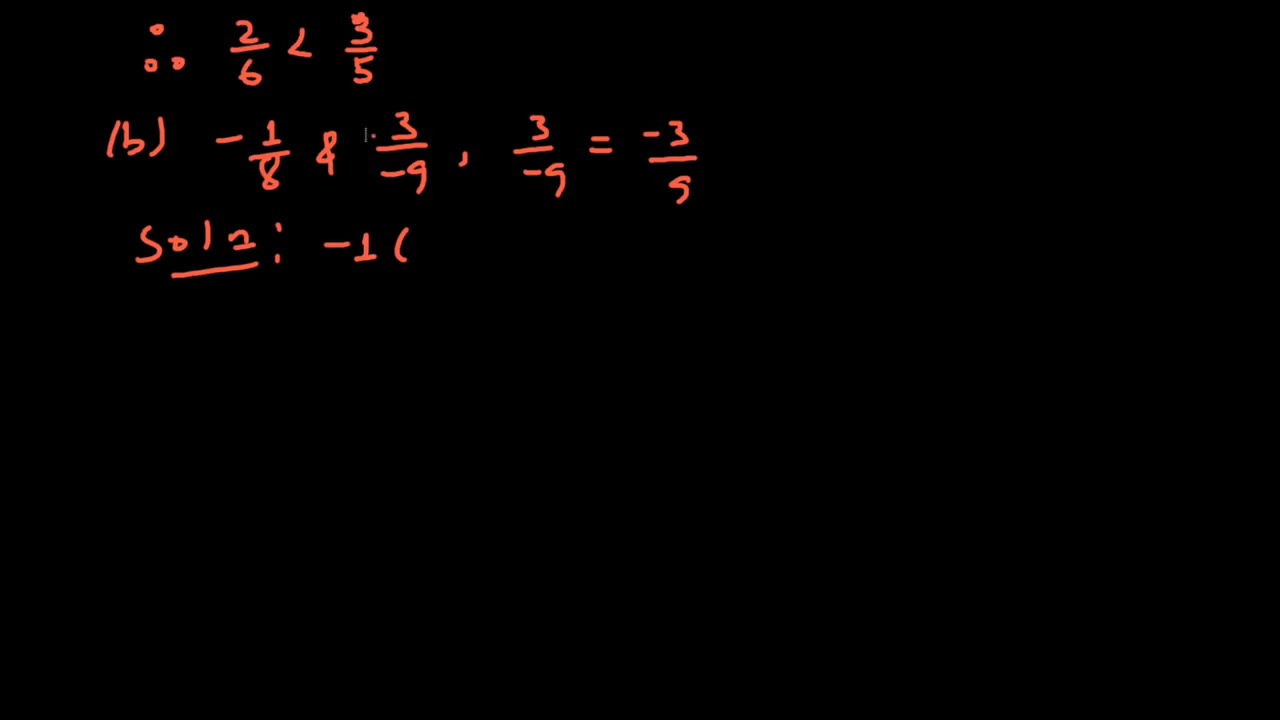 ∴ 2/6 < 3/5
(b) -1/8 & 3/-9 , 3/-9 = -3/9
Soln: -1(